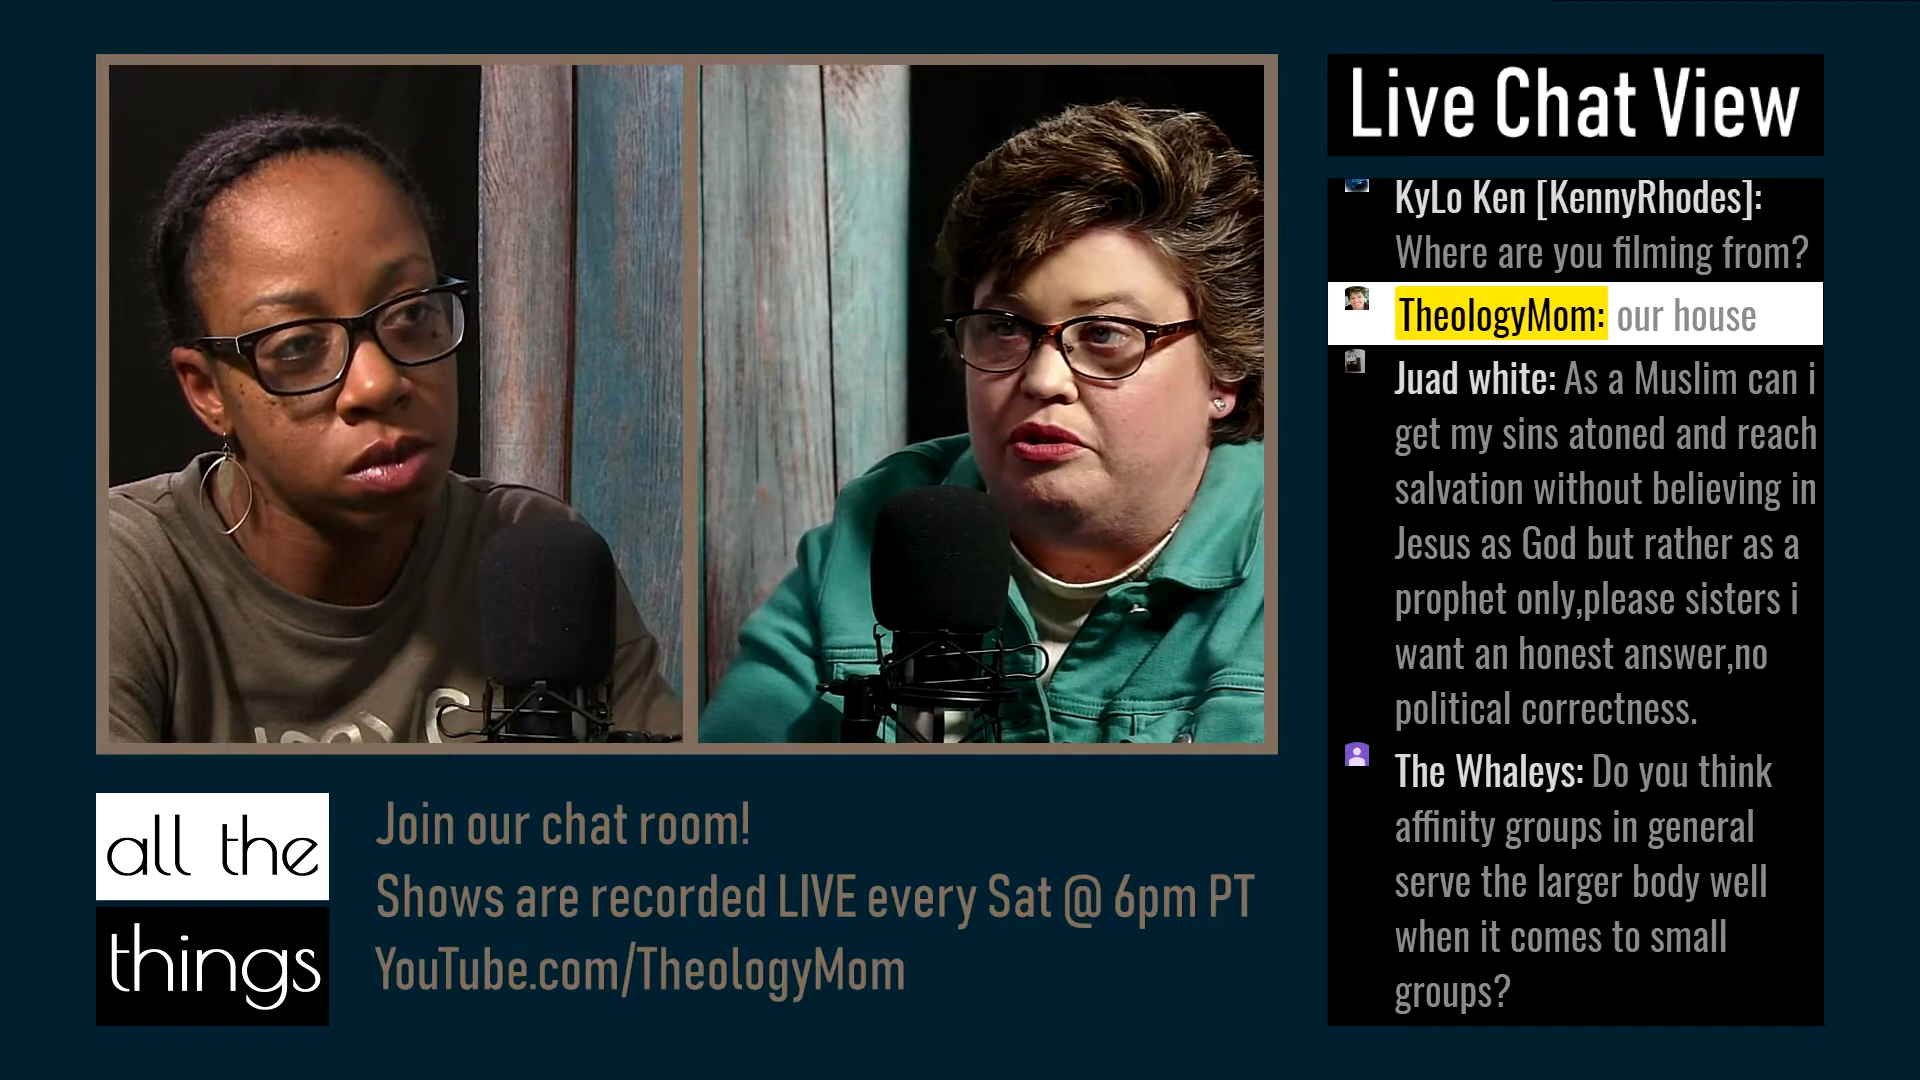 Live Chat View
KyLo Ken [KennyRhodes]:
Where are you filming from?
TheologyMom: our house
Juad white: As a Muslim can i
get my sins atoned and reach
salvation without believing in
Jesus as God but rather as a
prophet only,please sisters i
want an honest answer,no
political correctness.
The Whaleys: Do you think
affinity groups in general
serve the larger body well
when it comes to small
groups?
all the
things
Join our chat room!
Shows are recorded LIVE every Sat @ 6pm PT
YouTube.com/TheologyMom